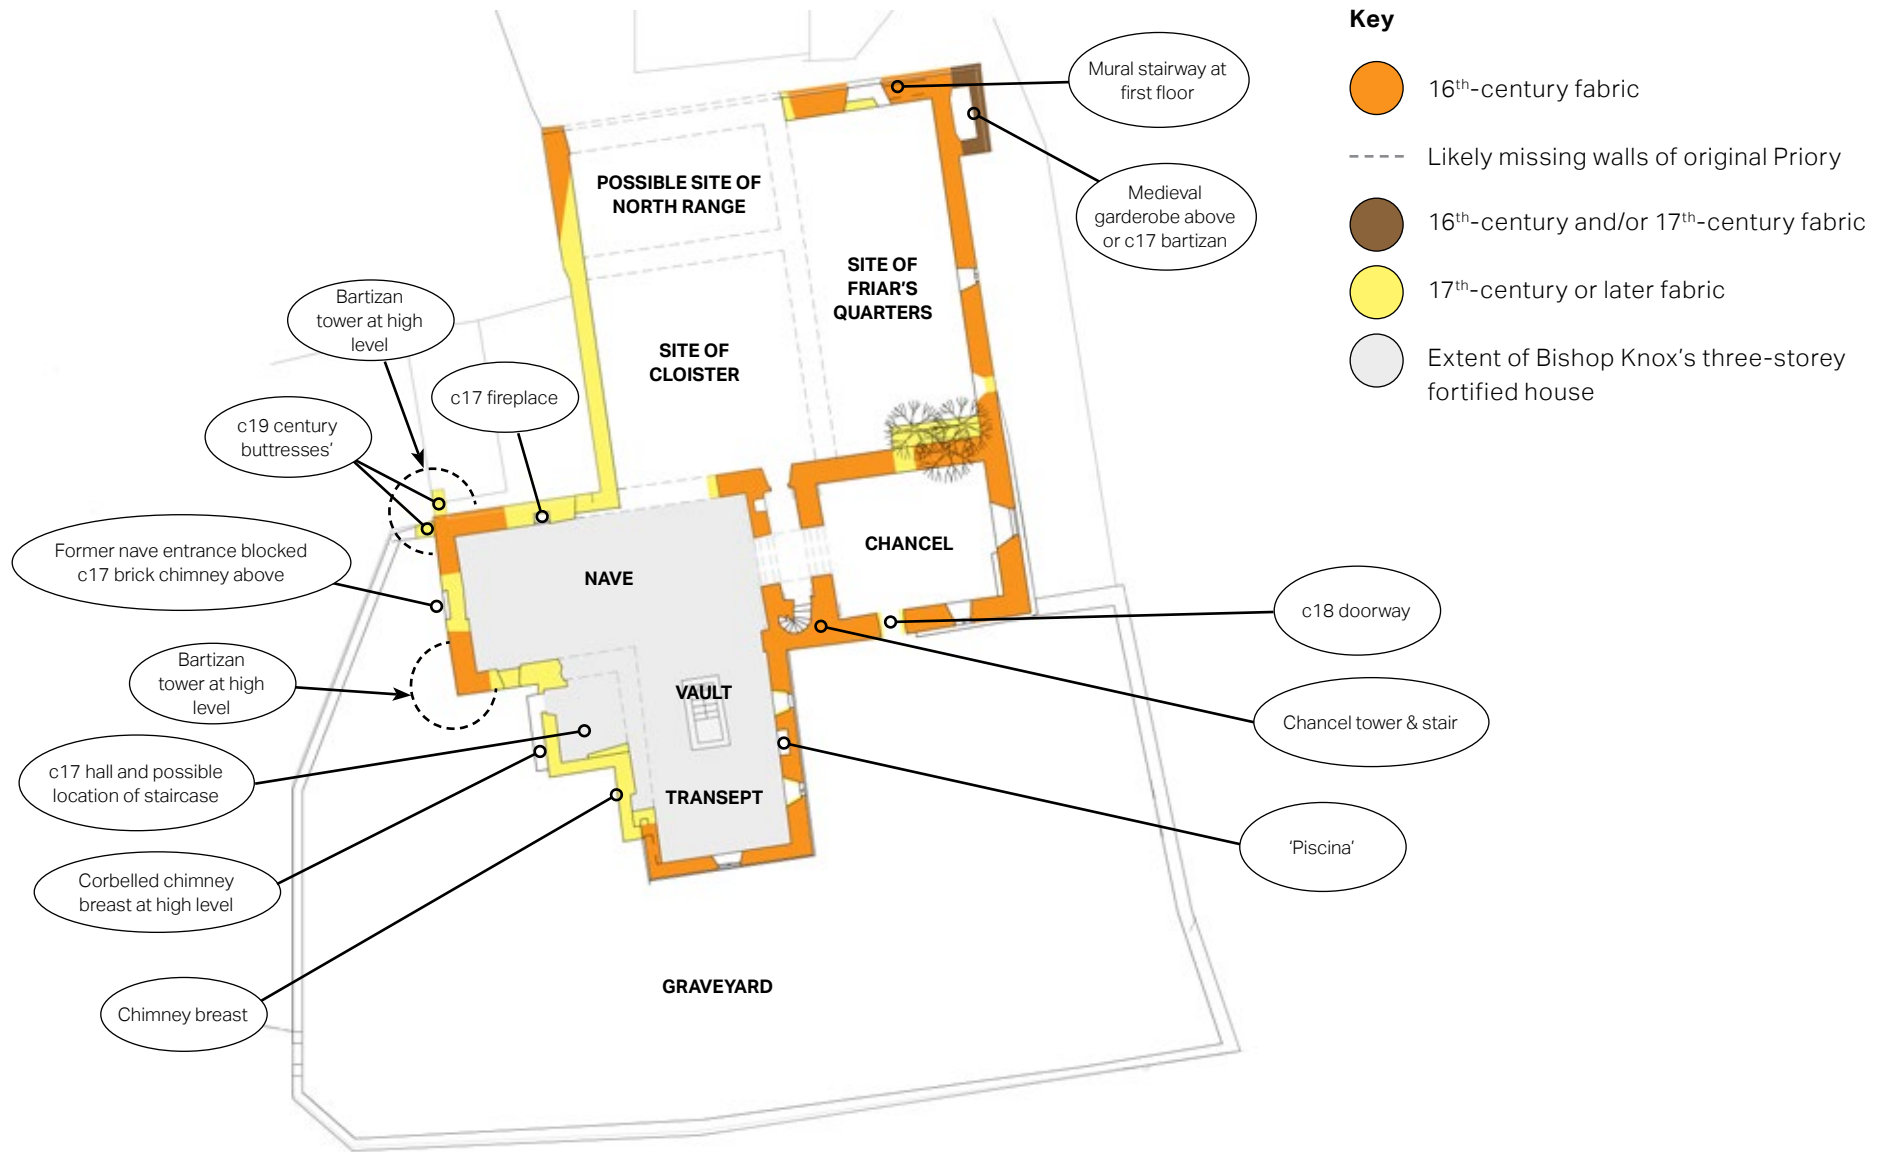 Key
16th-century fabric
Likely missing walls of original Priory
16th-century and/or 17th-century fabric
17th-century or later fabric
Extent of Bishop Knox’s three-storey
fortified house
Mural stairway at
first floor
Medieval
garderobe above
or c17 bartizan
POSSIBLE SITE OF
NORTH RANGE
SITE OF
FRIAR’S
QUARTERS
SITE OF
CLOISTER
Bartizan
tower at high
level
c17 fireplace
c19 century
buttresses’
Former nave entrance blocked
c17 brick chimney above
NAVE
CHANCEL
c18 doorway
Bartizan
tower at high
level
VAULT
Chancel tower & stair
c17 hall and possible
location of staircase
TRANSEPT
‘Piscina’
Corbelled chimney
breast at high level
GRAVEYARD
Chimney breast